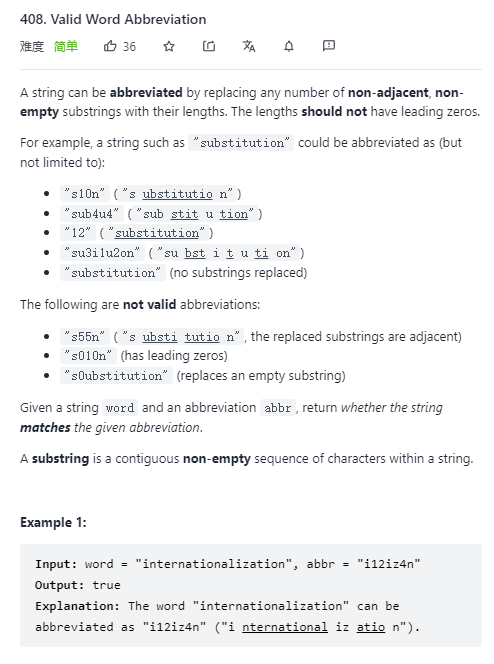 408. Valid Word Abbreviation
难度 简单 36
A string can be abbreviated by replacing any number of non-adjacent, non-
empty substrings with their lengths. The lengths should not have leading zeros.
For example, a string such as "substitution" could be abbreviated as (but
not limited to):
• "s10n" ("s ubstitutio n")
• "sub4u4" ("sub stit u tion")
• "12" ("substitution")
• "su3i1u2on" ("su bst i t u ti on")
• "substitution" (no substrings replaced)
The following are not valid abbreviations:
• "s55n" ("s ubsti tutio n", the replaced substrings are adjacent)
• "s010n" (has leading zeros)
• "s0ubstitution" (replaces an empty substring)
Given a string word and an abbreviation abbr, return whether the string
matches the given abbreviation.
A substring is a contiguous non-empty sequence of characters within a string.
Example 1:
Input: word = "internationalization", abbr = "i12iz4n"
Output: true
Explanation: The word "internationalization" can be
abbreviated as "i12iz4n" ("i nternational iz atio n").